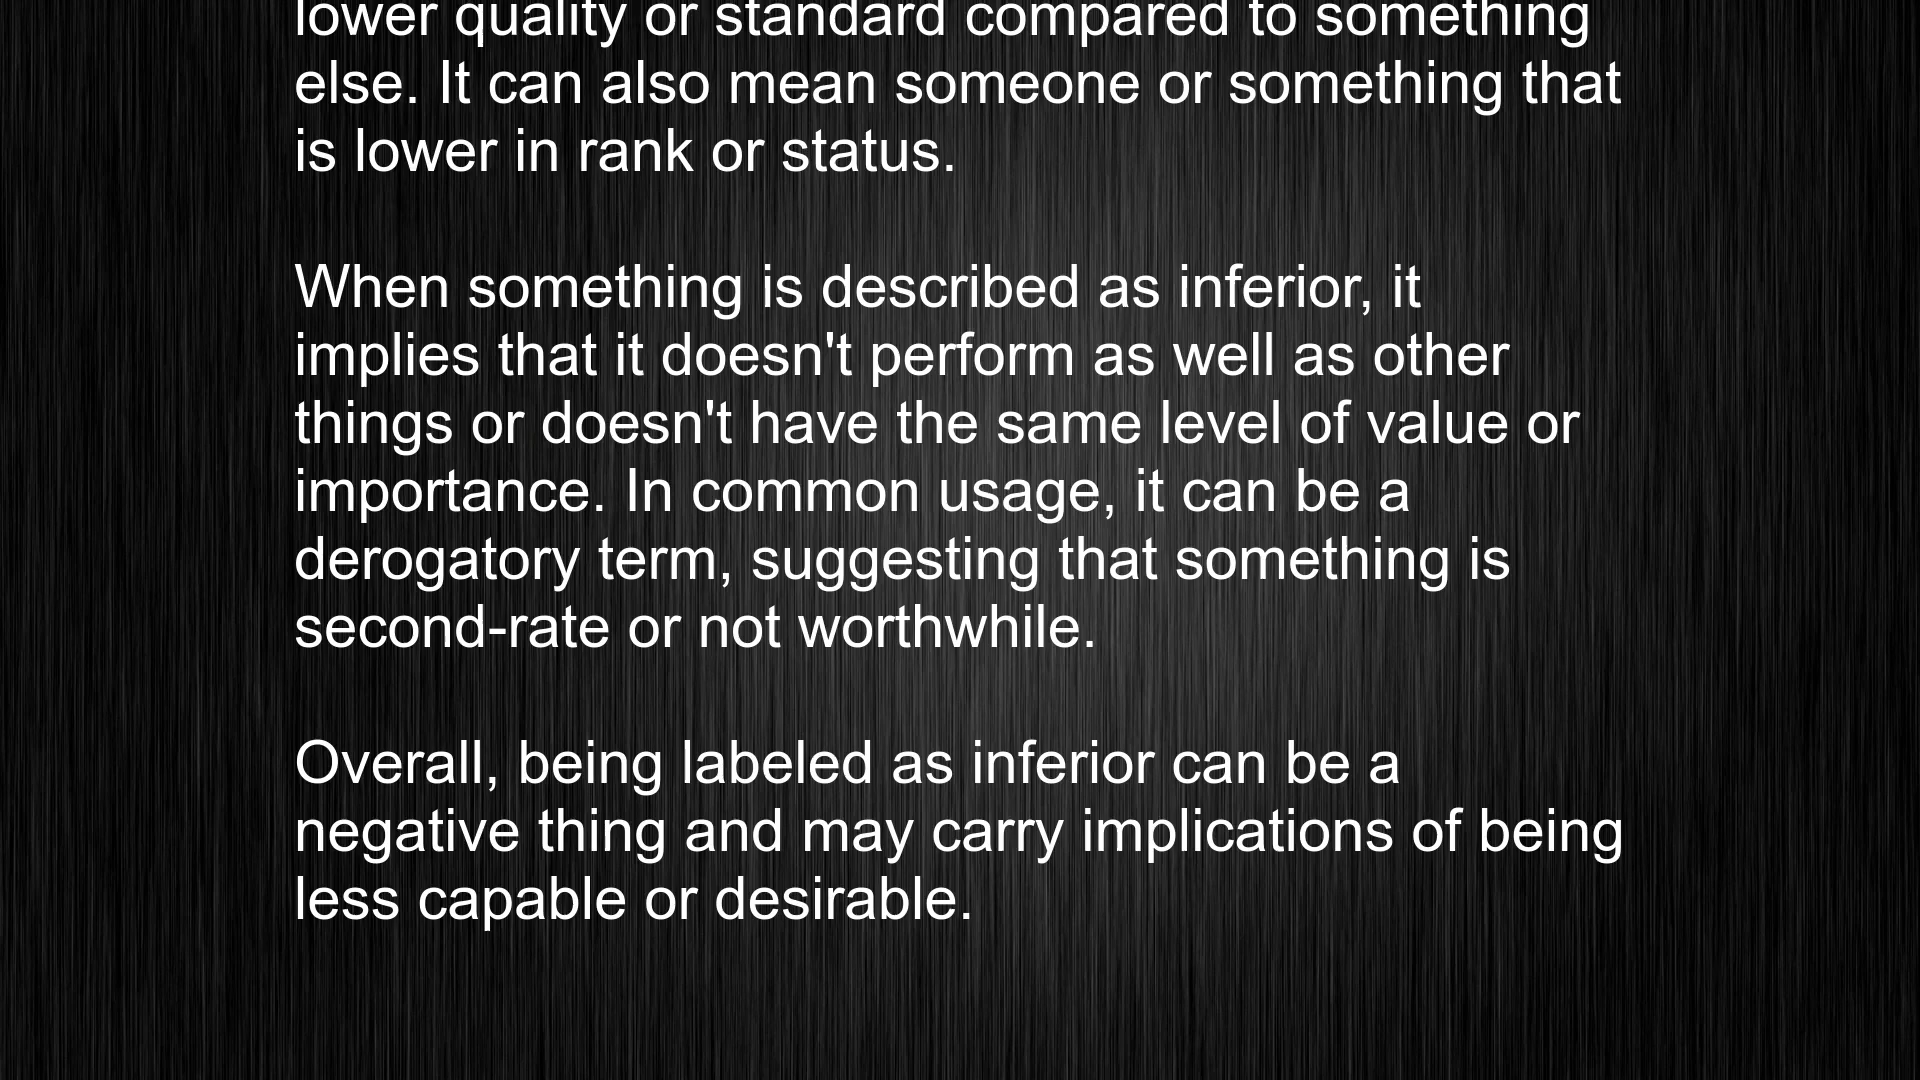 lower quality or standard compared to something
else. It can also mean someone or something that
is lower in rank or status.
When something is described as inferior, it
implies that it doesn't perform as well as other
things or doesn't have the same level of value or
importance. In common usage, it can be a
derogatory term, suggesting that something is
second-rate or not worthwhile.
Overall, being labeled as inferior can be a
negative thing and may carry implications of being
less capable or desirable.